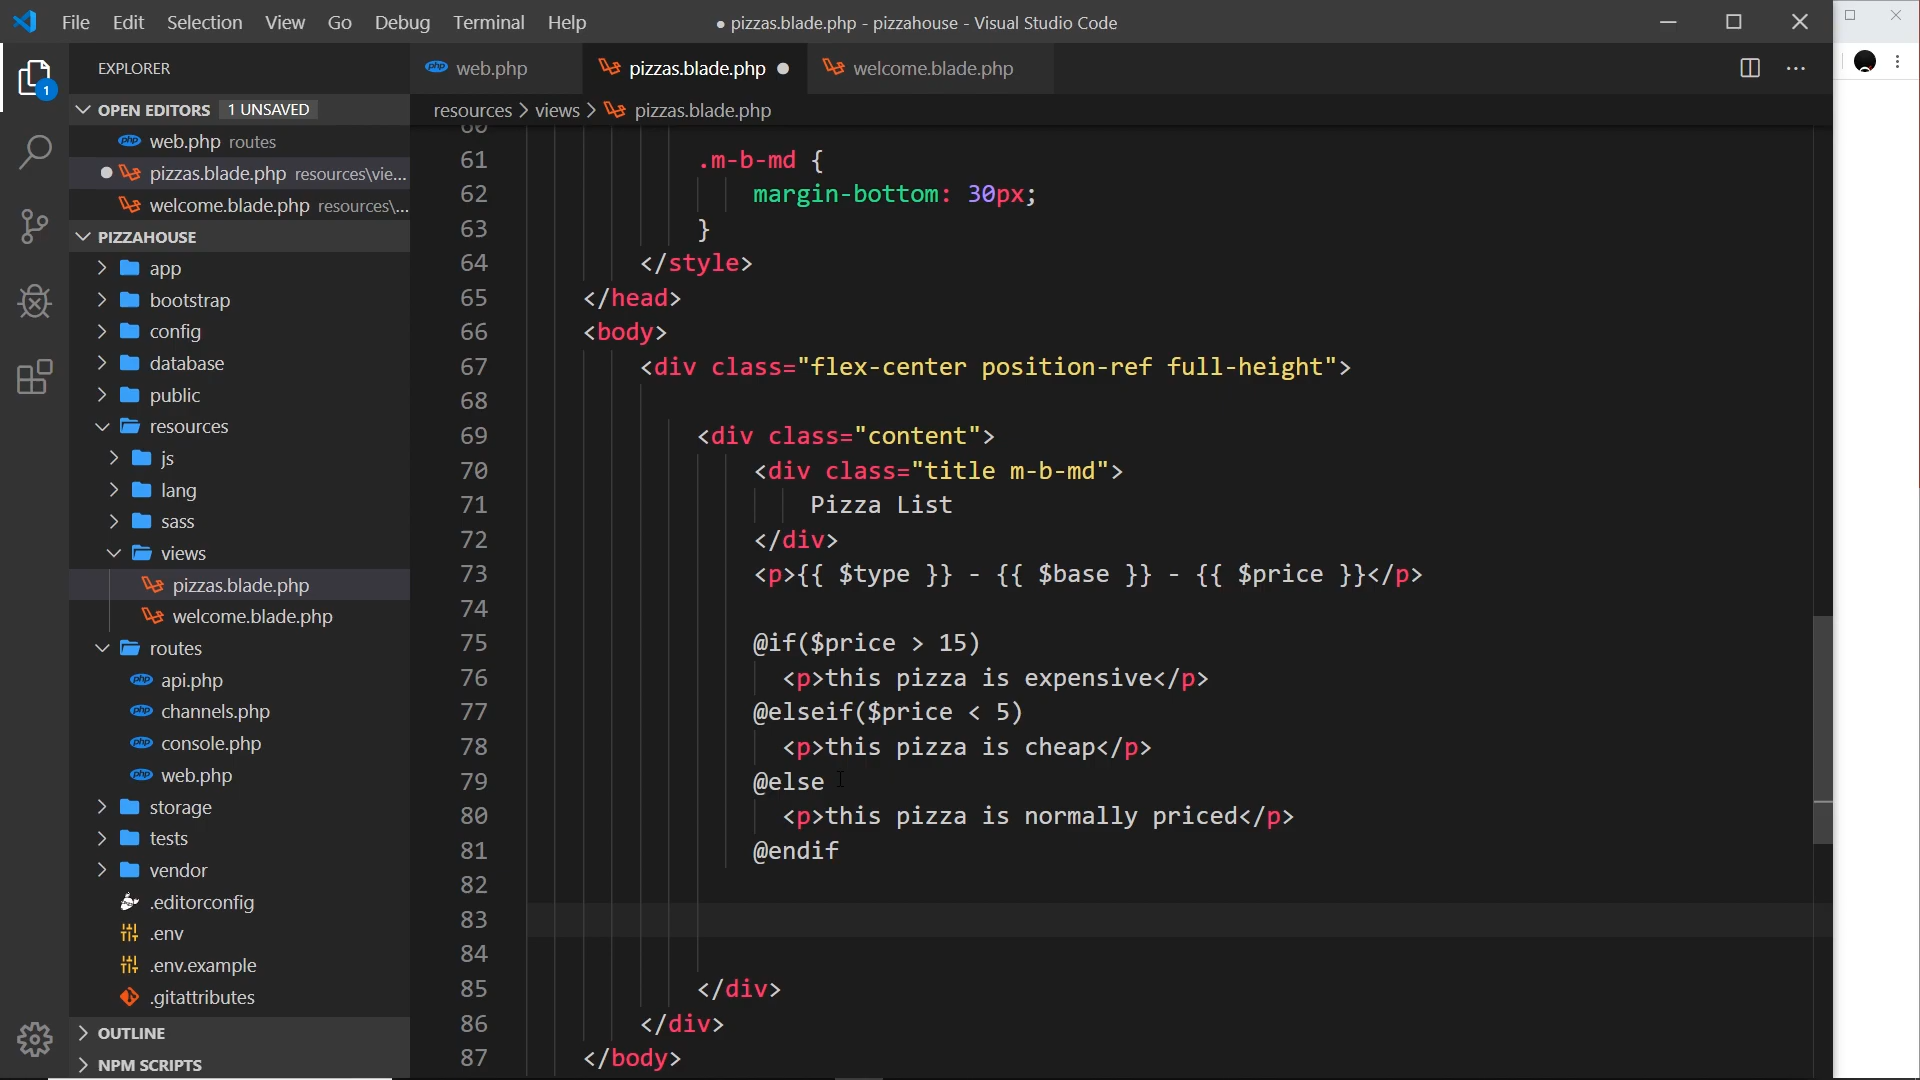 File Edit Selection View Go Debug Terminal Help
● pizzas.blade.php - pizzahouse - Visual Studio Code
EXPLORER
OPEN EDITORS 1 UNSAVED
web.php routes
pizzas.blade.php resources\vie...
welcome.blade.php resources\...
PIZZAHOUSE
app
bootstrap
config
database
public
resources
js
lang
sass
views
pizzas.blade.php
welcome.blade.php
routes
api.php
channels.php
console.php
web.php
storage
tests
vendor
.editorconfig
.env
.env.example
.gitattributes
OUTLINE
NPM SCRIPTS
1
php web.php pizzas.blade.php welcome.blade.php
resources > views > pizzas.blade.php
60
61 .m-b-md {
62 margin-bottom: 30px;
63 }
64 </style>
65 </head>
66 <body>
67 <div class="flex-center position-ref full-height">
68
69 <div class="content">
70 <div class="title m-b-md">
71 Pizza List
72 </div>
73 <p>{{ $type }} - {{ $base }} - {{ $price }}</p>
74
75 @if($price > 15)
76 <p>this pizza is expensive</p>
77 @elseif($price < 5)
78 <p>this pizza is cheap</p>
79 @else
80 <p>this pizza is normally priced</p>
81 @endif
82
83
84
85 </div>
86 </div>
87 </body>